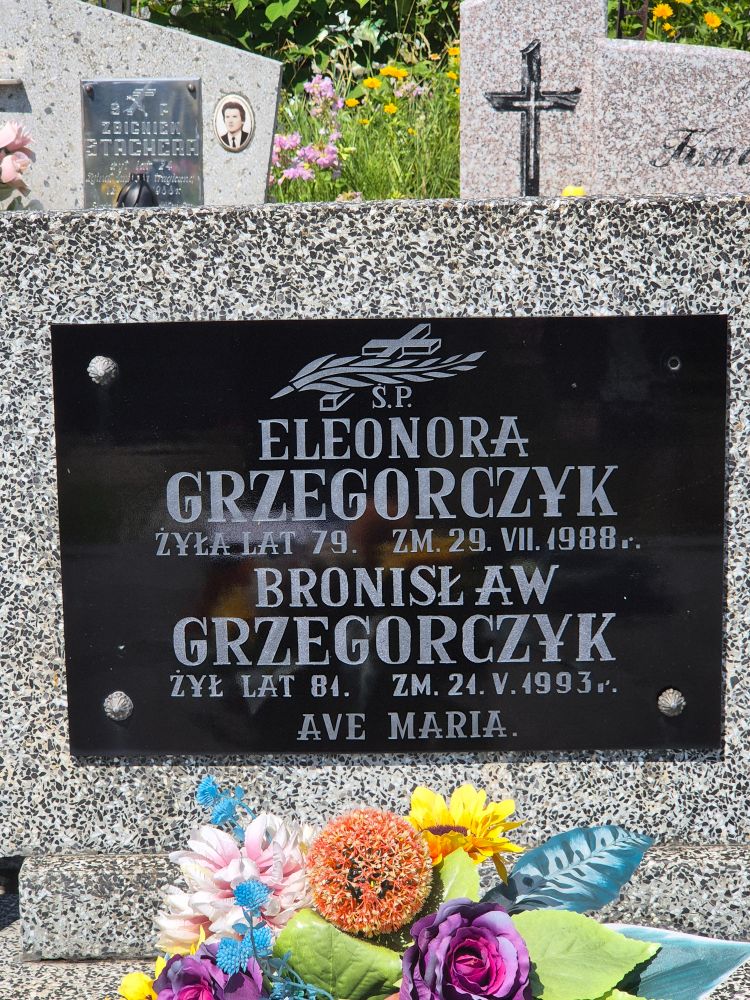 Ś P
ZBIGNIEW
STACHERA
Ś.P.
ELEONORA
GRZEGORCZYK
ŻYŁA LAT 79. ZM. 29. VII. 1988 r.
BRONISŁAW
GRZEGORCZYK
ŻYŁ LAT 81. ZM. 21. V. 1993 r.
AVE MARIA.